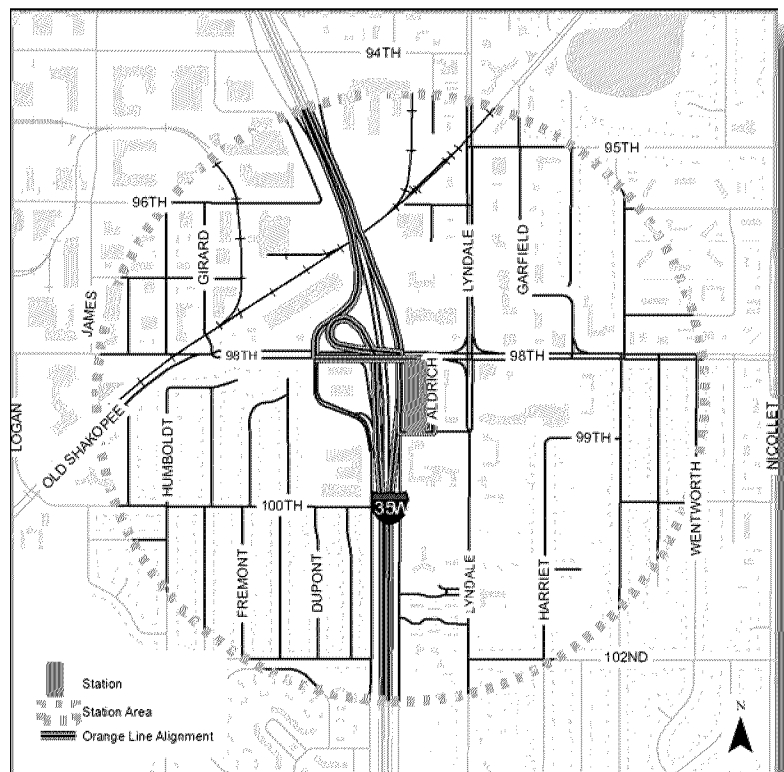 94TH
95TH
96TH
GIRARD
LYNDALE
GARFIELD
JAMES
98TH
98TH
ALDRICH
LOGAN
OLD SHAKOPEE
HUMBOLDT
99TH
NICOLLET
WENTWORTH
100TH
35W
FREMONT
DUPONT
LYNDALE
HARRIET
102ND
Station
Station Area
Orange Line Alignment
N